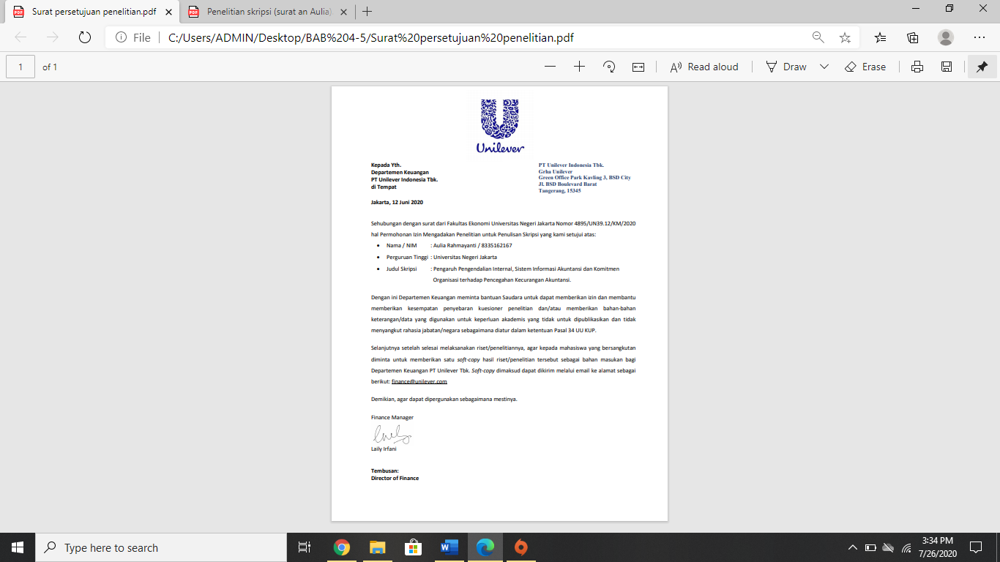 Surat persetujuan penelitian.pdf
Penelitian skripsi (surat an Aulia).
File
C:/Users/ADMIN/Desktop/BAB%204-5/Surat%20persetujuan%20penelitian.pdf
1 of 1
Read aloud
Draw
Erase
Unilever
Kepada Yth.
Departemen Keuangan
PT Unilever Indonesia Tbk.
di Tempat
PT Unilever Indonesia Tbk.
Grha Unilever
Green Office Park Kavling 3, BSD City
Jl. BSD Boulevard Barat
Tangerang, 15345
Jakarta, 12 Juni 2020
Sehubungan dengan surat dari Fakultas Ekonomi Universitas Negeri Jakarta Nomor 4895/UN39.12/KM/2020
hal Permohonan Izin Mengadakan Penelitian untuk Penulisan Skripsi yang kami setujui atas:
• Nama / NIM : Aulia Rahmayanti / 8335162167
• Perguruan Tinggi : Universitas Negeri Jakarta
• Judul Skripsi : Pengaruh Pengendalian Internal, Sistem Informasi Akuntansi dan Komitmen
Organisasi terhadap Pencegahan Kecurangan Akuntansi.
Dengan ini Departemen Keuangan meminta bantuan Saudara untuk dapat memberikan izin dan membantu
memberikan kesempatan penyebaran kuesioner penelitian dan/atau memberikan bahan-bahan
keterangan/data yang digunakan untuk keperluan akademis yang tidak untuk dipublikasikan dan tidak
menyangkut rahasia jabatan/negara sebagaimana diatur dalam ketentuan Pasal 34 UU KUP.
Selanjutnya setelah selesai melaksanakan riset/penelitiannya, agar kepada mahasiswa yang bersangkutan
diminta untuk memberikan satu soft-copy hasil riset/penelitian tersebut sebagai bahan masukan bagi
Departemen Keuangan PT Unilever Tbk. Soft-copy dimaksud dapat dikirim melalui email ke alamat sebagai
berikut: finance@unilever.com
Demikian, agar dapat dipergunakan sebagaimana mestinya.
Finance Manager
Laily Irfani
Tembusan:
Director of Finance
Type here to search
3:34 PM
7/26/2020